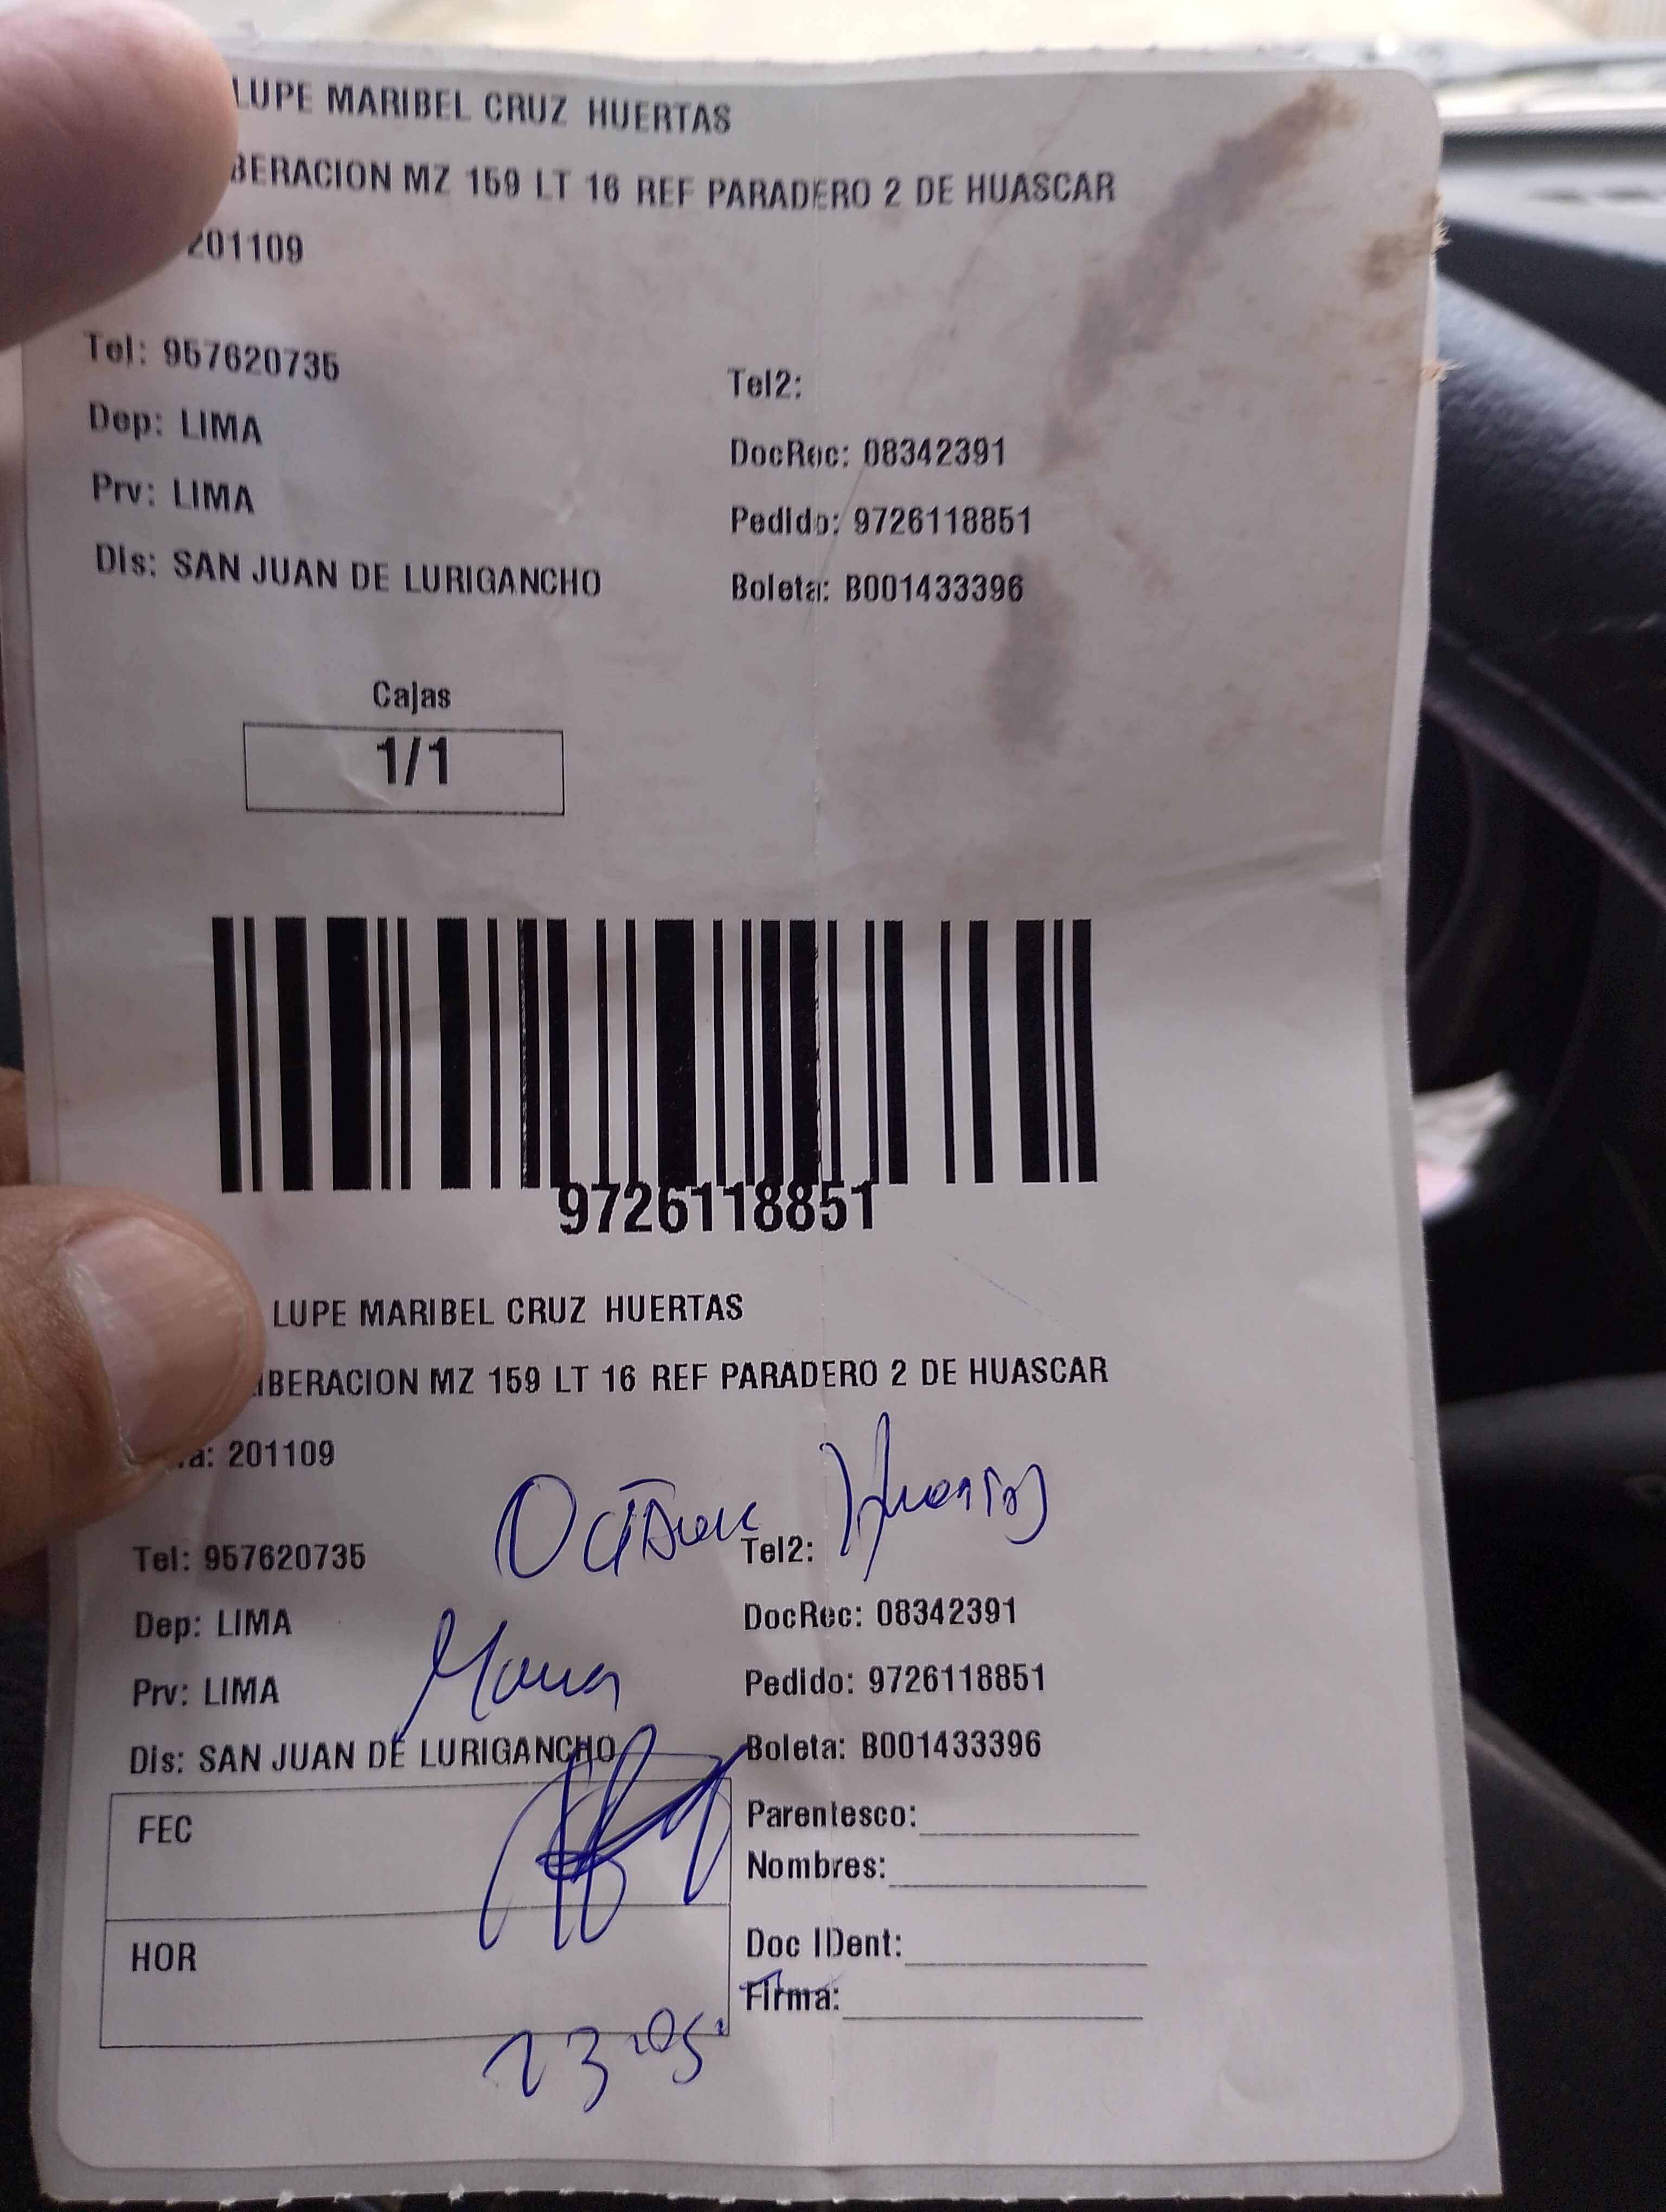 LUPE MARIBEL CRUZ HUERTAS
BERACION MZ 159 LT 16 REF PARADERO 2 DE HUASCAR
201109
Tel: 957620735
Tel2:
Dep: LIMA
DocRec: 08342391
Prv: LIMA
Pedido: 9726118851
Dis: SAN JUAN DE LURIGANCHO
Boleta: B001433396
Cajas
1/1
9726118851
LUPE MARIBEL CRUZ HUERTAS
IBERACION MZ 159 LT 16 REF PARADERO 2 DE HUASCAR
a: 201109
Tel: 957620735
Tel2:
Dep: LIMA
DocRec: 08342391
Prv: LIMA
Pedido: 9726118851
Dis: SAN JUAN DE LURIGANCHO
Boleta: B001433396
FEC
Parentesco:
Nombres:
HOR
Doc IDent:
Firma: